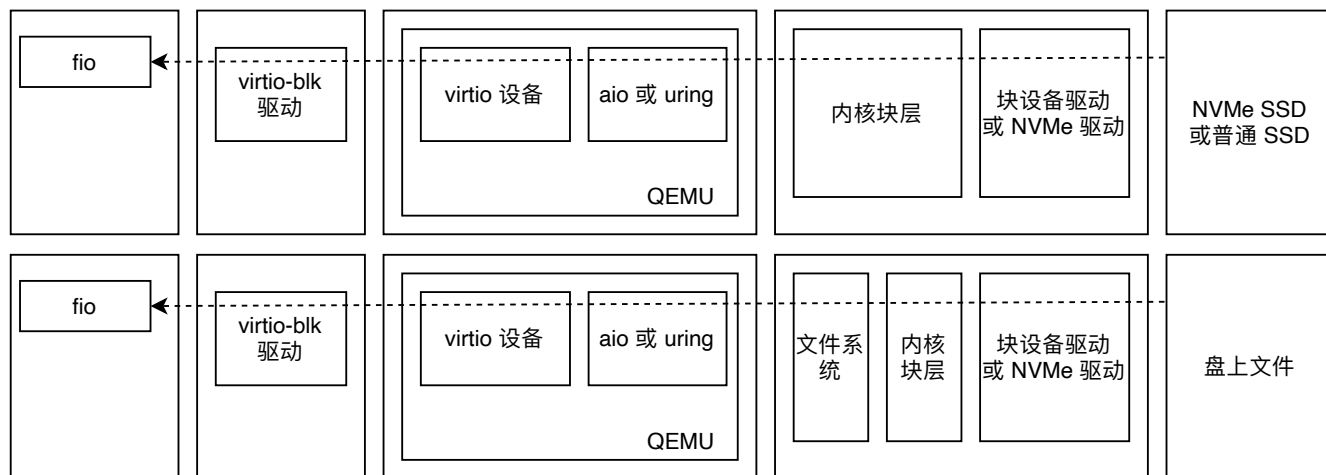 fio
virtio-blk
驱动
virtio 设备
aio 或 uring
QEMU
内核块层
块设备驱动
或 NVMe 驱动
NVMe SSD
或普通 SSD
fio
virtio-blk
驱动
virtio 设备
aio 或 uring
QEMU
文件系
统
内核
块层
块设备驱动
或 NVMe 驱动
盘上文件